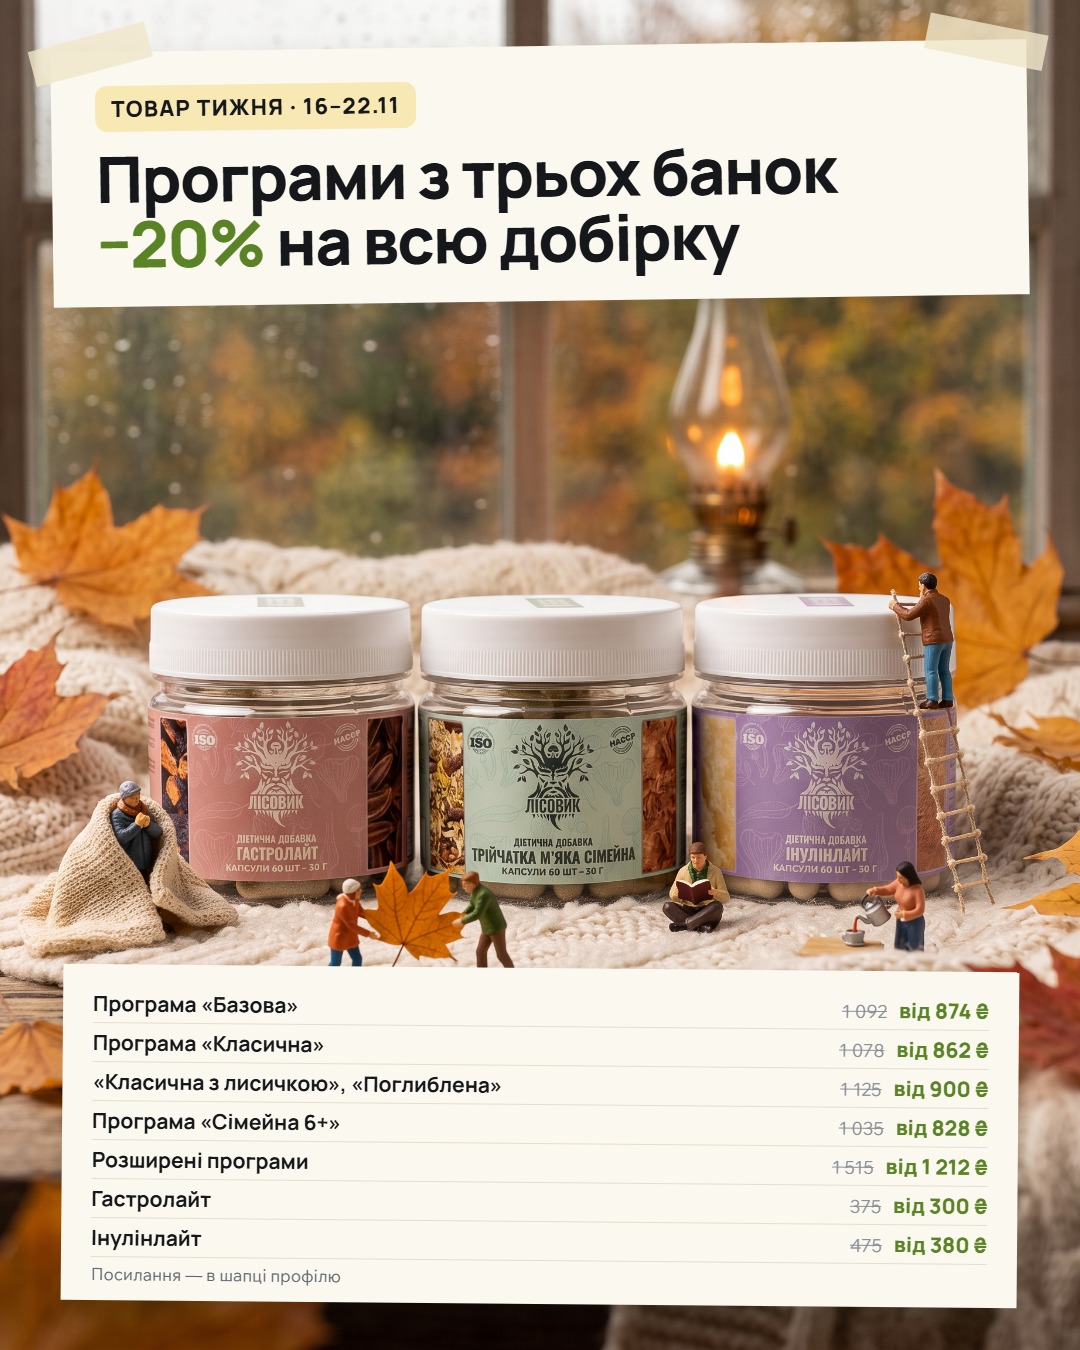 ТОВАР ТИЖНЯ · 16–22.11
Програми з трьох банок
−20% на всю добірку
ISO
HACCP
ЛІСОВИК
ДІЄТИЧНА ДОБАВКА
ГАСТРОЛАЙТ
КАПСУЛИ 60 ШТ – 30 Г
ISO
HACCP
ЛІСОВИК
ДІЄТИЧНА ДОБАВКА
ТРІЙЧАТКА М'ЯКА СІМЕЙНА
КАПСУЛИ 60 ШТ – 30 Г
ISO
HACCP
ЛІСОВИК
ДІЄТИЧНА ДОБАВКА
ІНУЛІНЛАЙТ
КАПСУЛИ 60 ШТ – 30 Г
Програма «Базова» 1 092 від 874 ₴
Програма «Класична» 1 078 від 862 ₴
«Класична з лисичкою», «Поглиблена» 1 125 від 900 ₴
Програма «Сімейна 6+» 1 035 від 828 ₴
Розширені програми 1 515 від 1 212 ₴
Гастролайт 375 від 300 ₴
Інулінлайт 475 від 380 ₴
Посилання — в шапці профілю